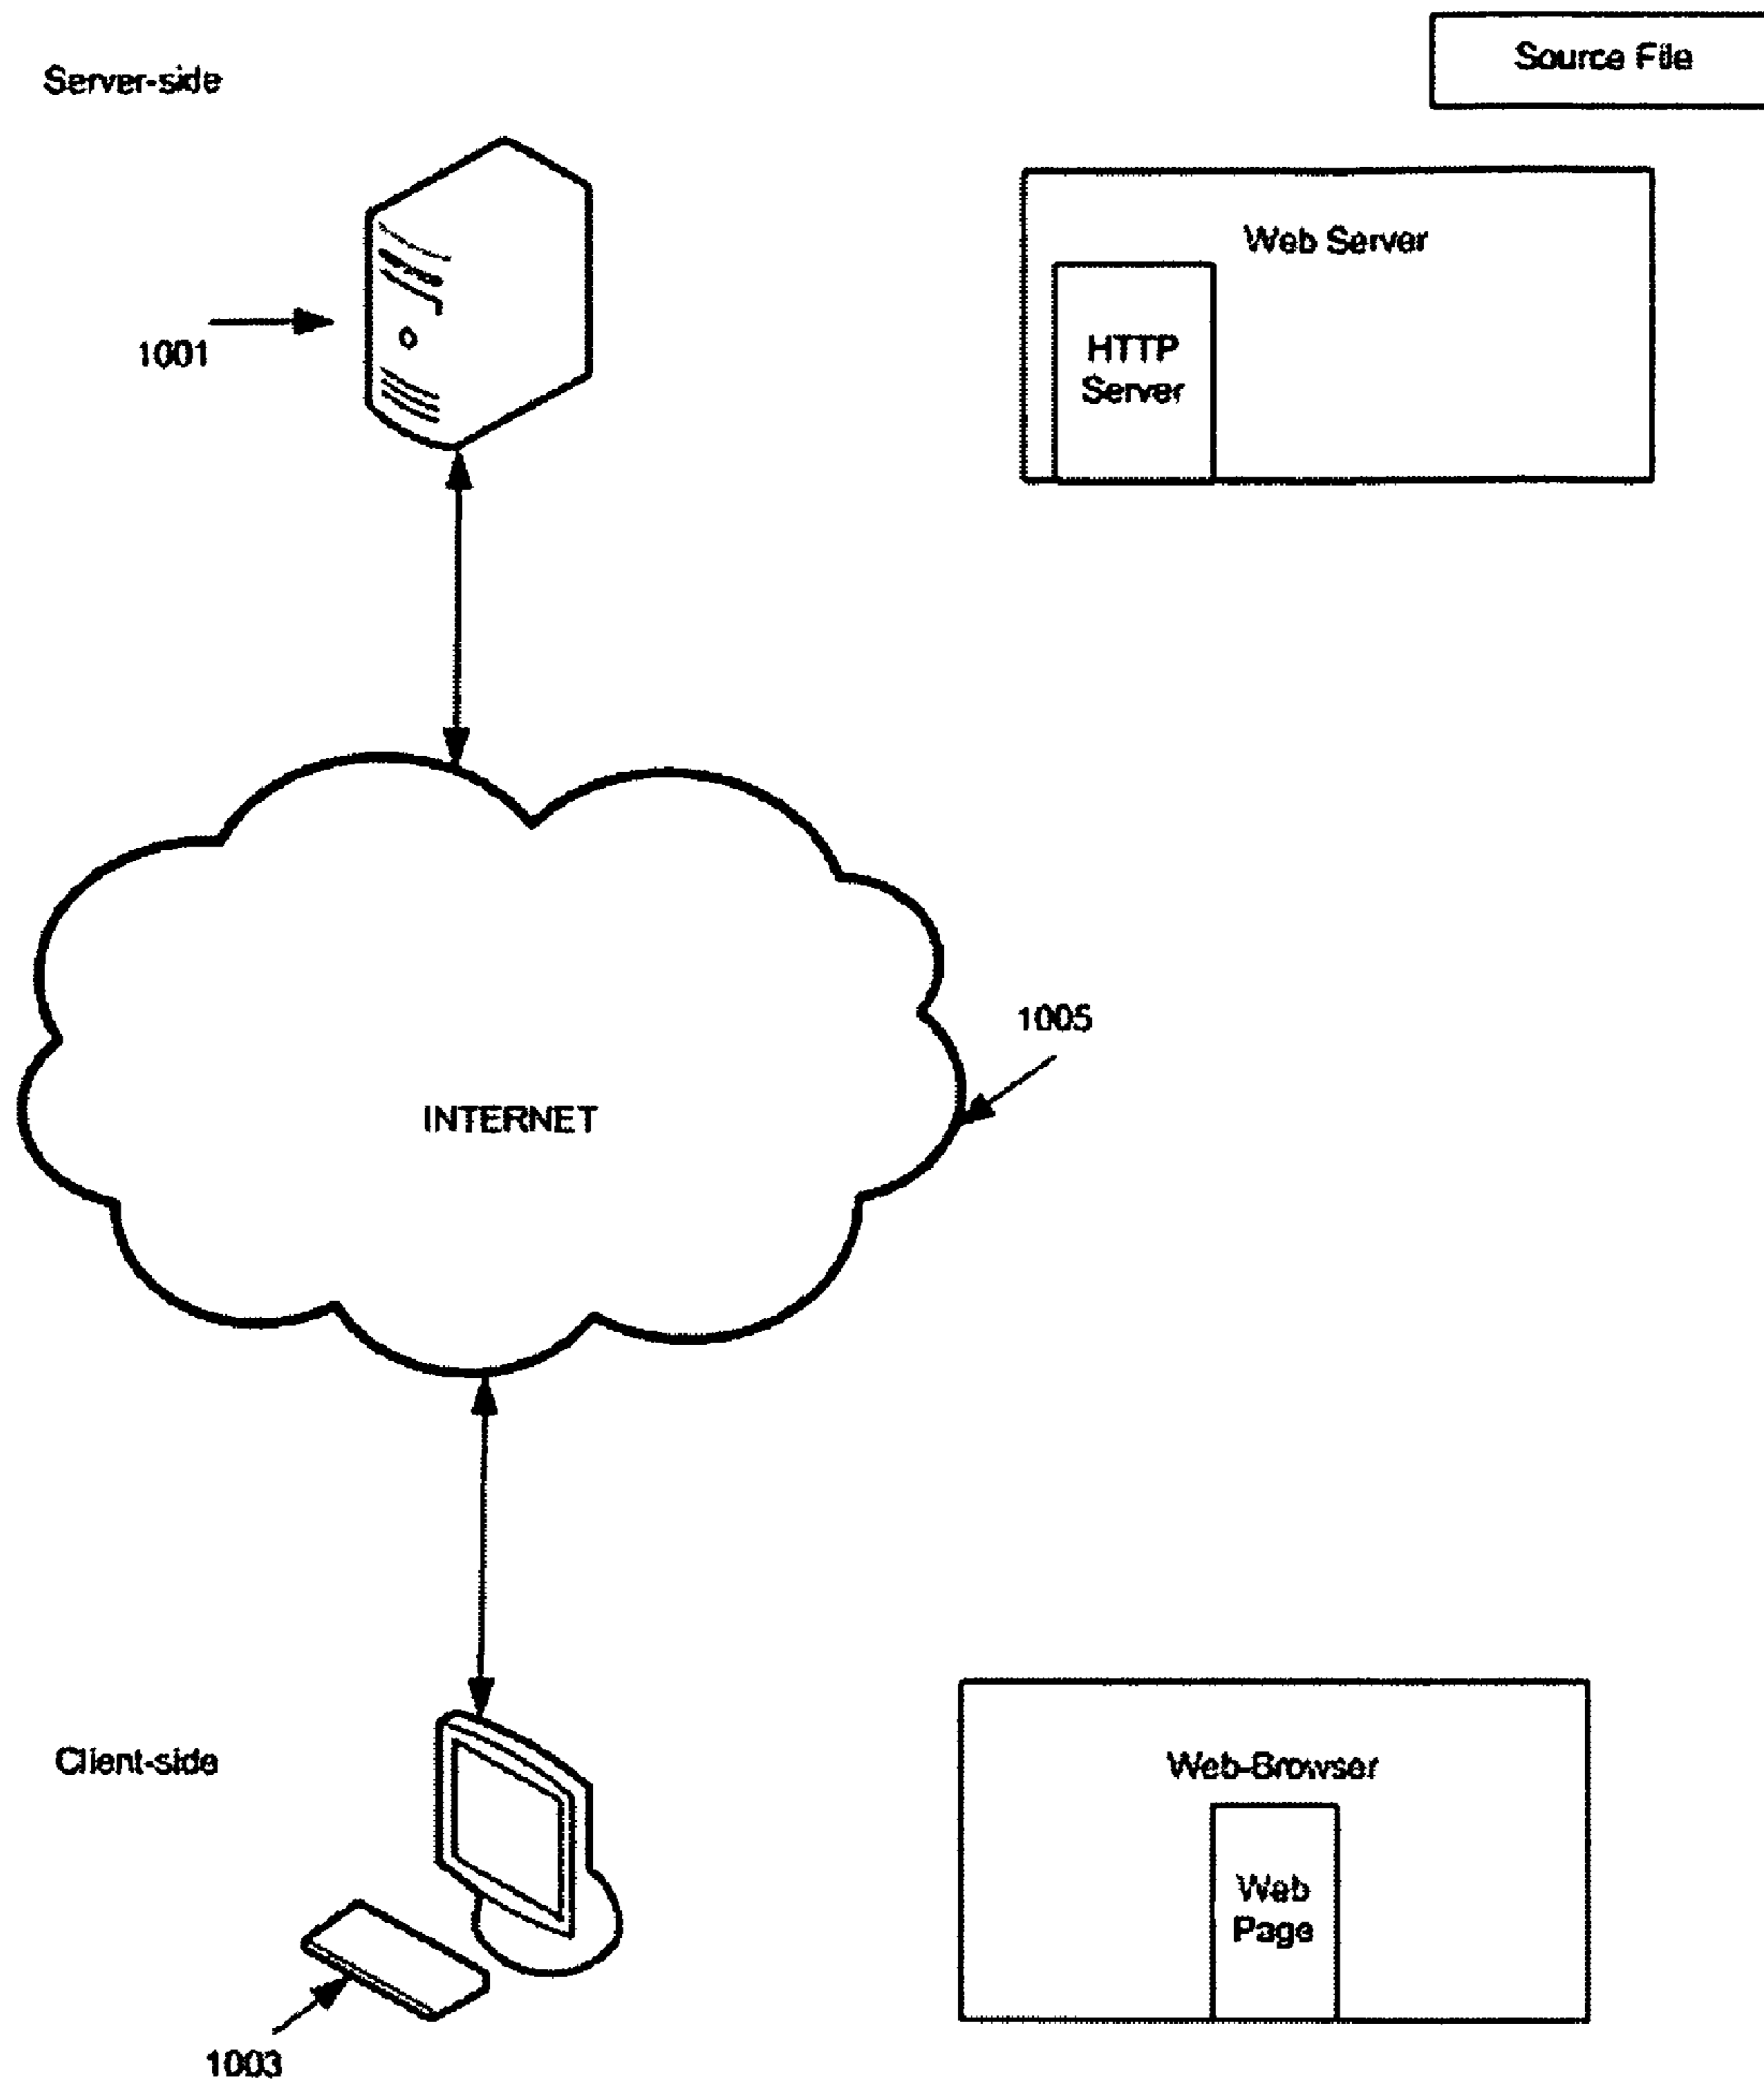 Source File
Server-side
Web Server
HTTP
Server
1001
1005
INTERNET
Client-side
Web-Browser
Web
Page
1003